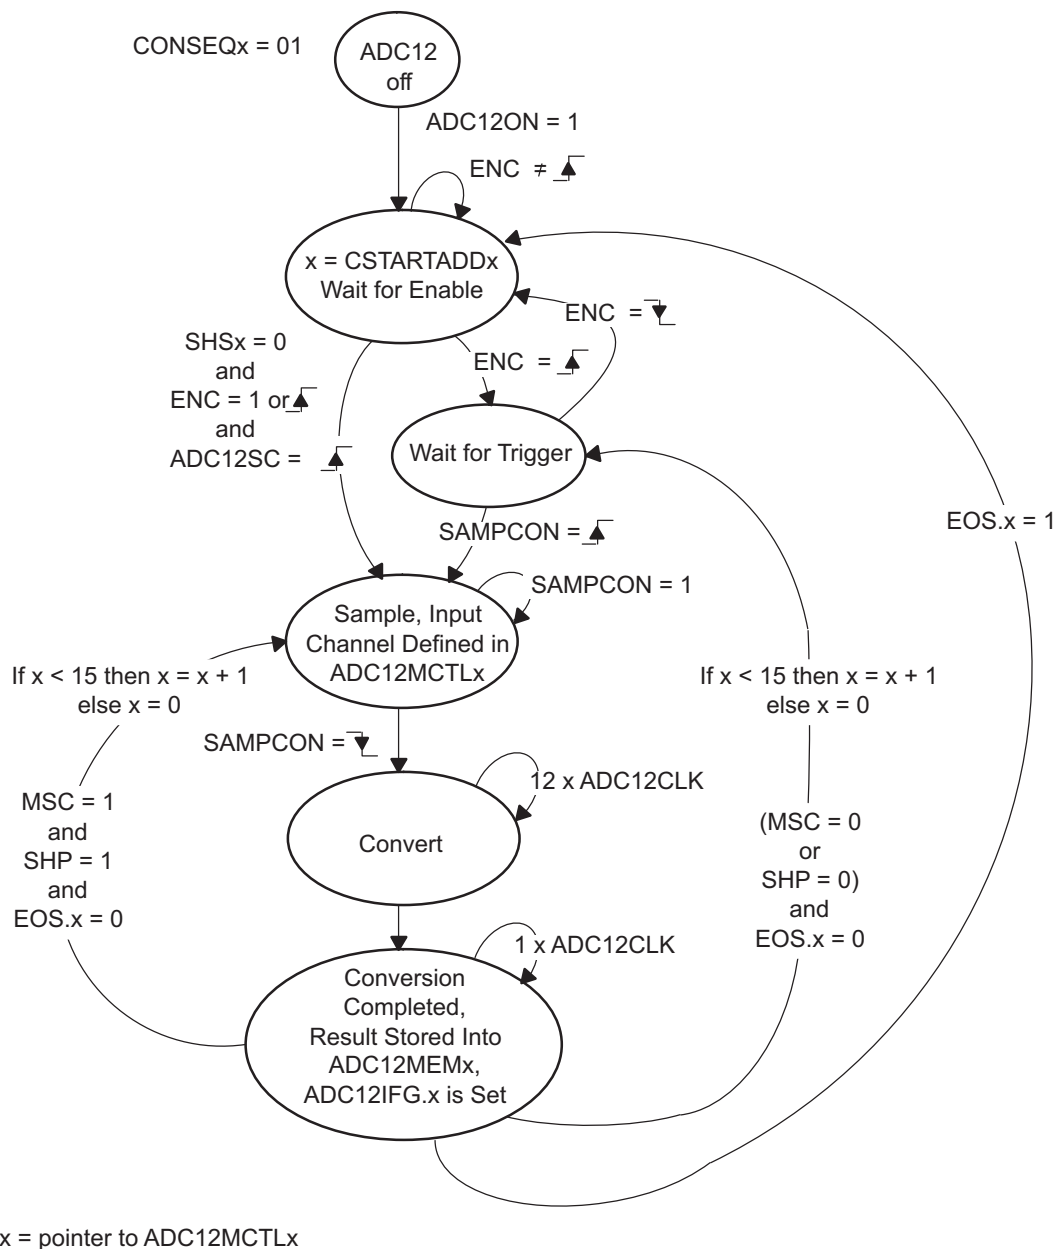 CONSEQx = 01
ADC12
off
ADC12ON = 1
ENC ≠
x = CSTARTADDx
Wait for Enable
ENC =
SHSx = 0
and
ENC = 1 or
and
ADC12SC =
ENC =
Wait for Trigger
SAMPCON =
EOS.x = 1
SAMPCON = 1
Sample, Input
Channel Defined in
ADC12MCTLx
If x < 15 then x = x + 1
else x = 0
If x < 15 then x = x + 1
else x = 0
SAMPCON =
12 x ADC12CLK
MSC = 1
and
SHP = 1
and
EOS.x = 0
Convert
(MSC = 0
or
SHP = 0)
and
EOS.x = 0
1 x ADC12CLK
Conversion
Completed,
Result Stored Into
ADC12MEMx,
ADC12IFG.x is Set
x = pointer to ADC12MCTLx